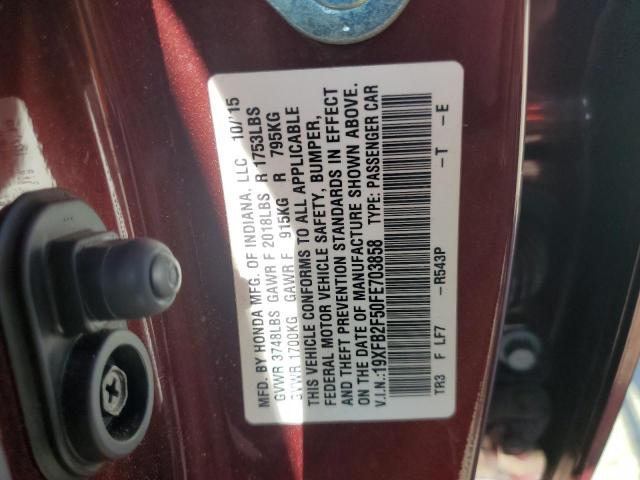 MFD. BY HONDA MFG. OF INDIANA, LLC 10/'15
GVWR 3748LBS GAWR F 2018LBS R 1753LBS
GVWR 1700KG GAWR F 915KG R 795KG
THIS VEHICLE CONFORMS TO ALL APPLICABLE
FEDERAL MOTOR VEHICLE SAFETY, BUMPER,
AND THEFT PREVENTION STANDARDS IN EFFECT
ON THE DATE OF MANUFACTURE SHOWN ABOVE.
V.I.N.:19XFB2F50FE703858 TYPE: PASSENGER CAR
TR3 F LF7 -R543P -T -E